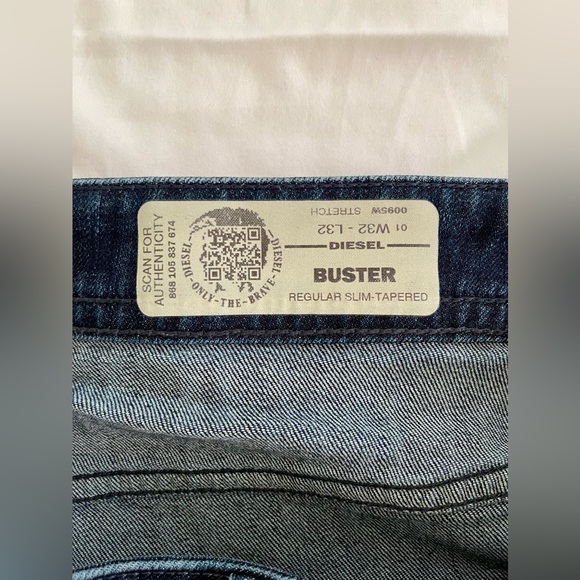 SCAN FOR
AUTHENTICITY
868 105 837 674
DIESEL
ONLY-THE-BRAVE
DIESEL
0095W
STRETCH
01 W32 - L32
DIESEL
BUSTER
REGULAR SLIM-TAPERED